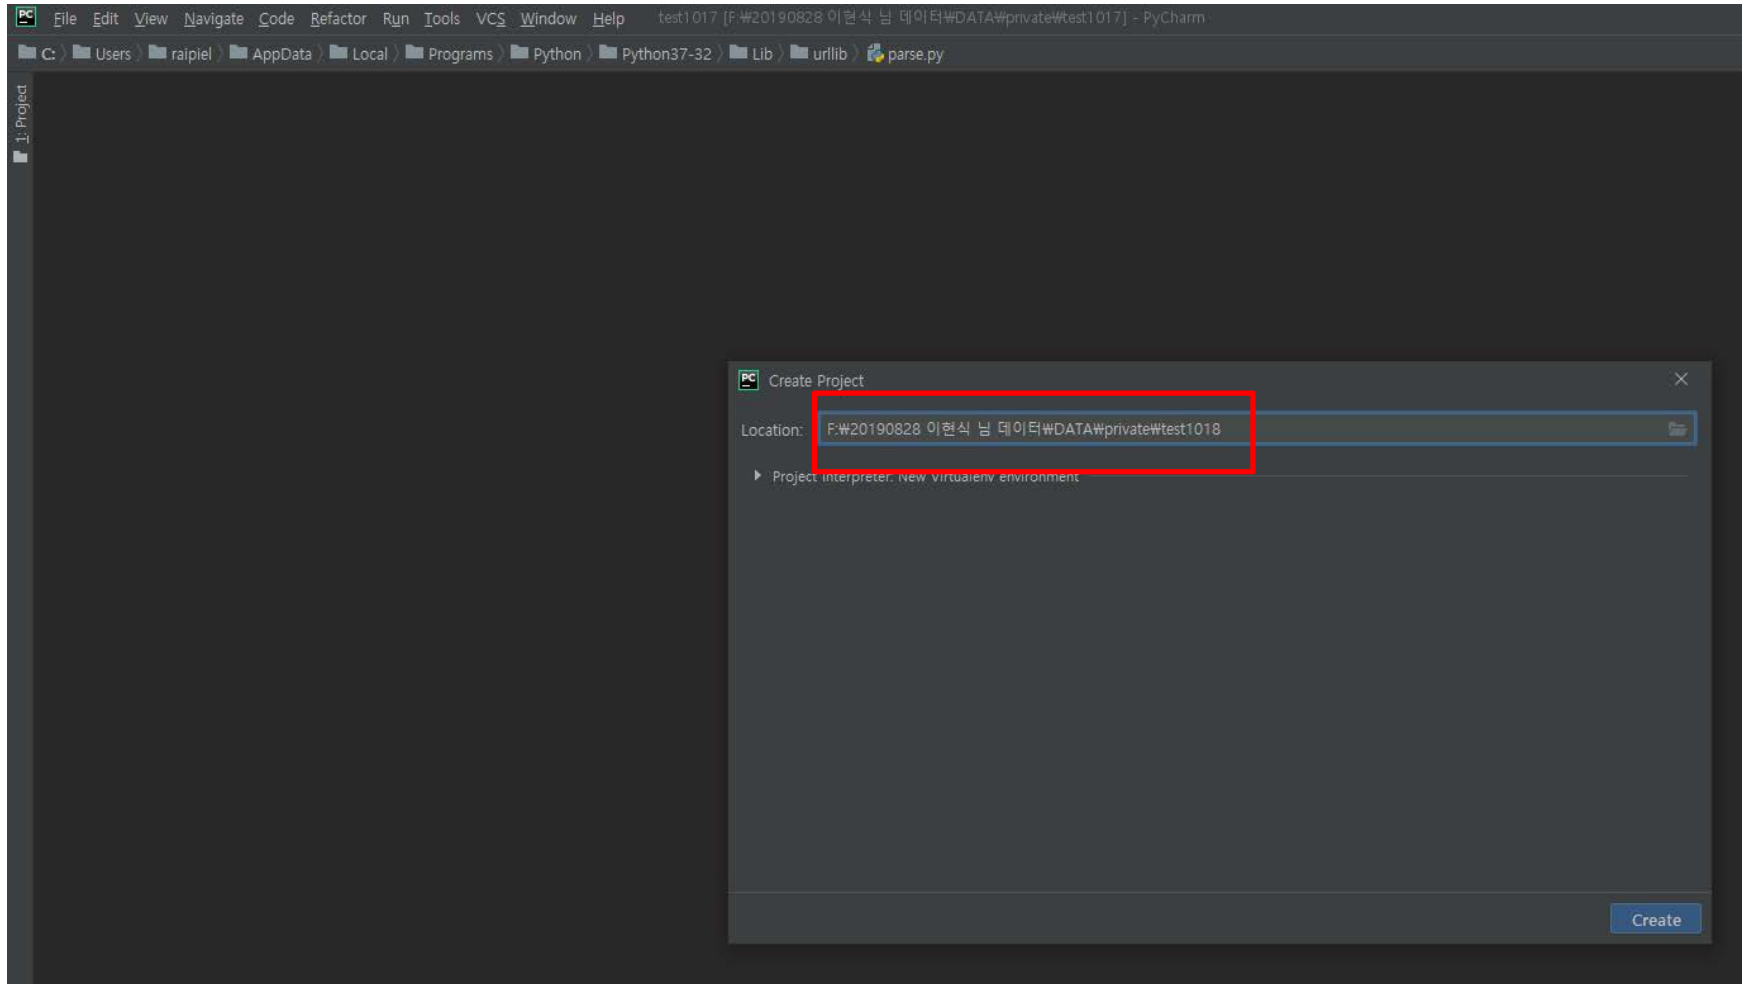 PC File Edit View Navigate Code Refactor Run Tools VCS Window Help test1017 [F:₩20190828 이현식 님 데이터₩DATA₩private₩test1017] - PyCharm
C: Users raipiel AppData Local Programs Python Python37-32 Lib urllib parse.py
1: Project
PC Create Project
Location: F:₩20190828 이현식 님 데이터₩DATA₩private₩test1018
Project Interpreter: New Virtualenv environment
Create